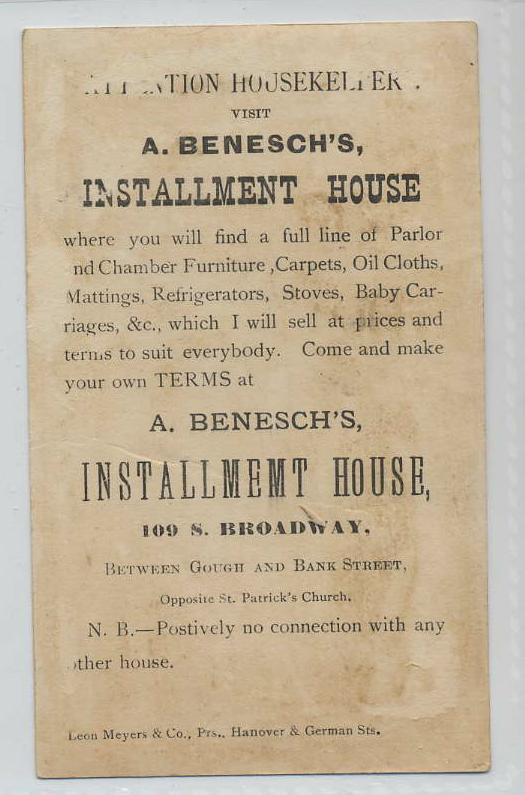 ATTENTION HOUSEKEEPER .
VISIT
A. BENESCH'S,
INSTALLMENT HOUSE
where you will find a full line of Parlor
nd Chamber Furniture ,Carpets, Oil Cloths,
Mattings, Refrigerators, Stoves, Baby Car-
riages, &c., which I will sell at prices and
terms to suit everybody. Come and make
your own TERMS at
A. BENESCH'S,
INSTALLMEMT HOUSE,
109 S. BROADWAY,
BETWEEN GOUGH AND BANK STREET,
Opposite St. Patrick's Church.
N. B.—Postively no connection with any
other house.
Leon Meyers & Co., Prs., Hanover & German Sts.